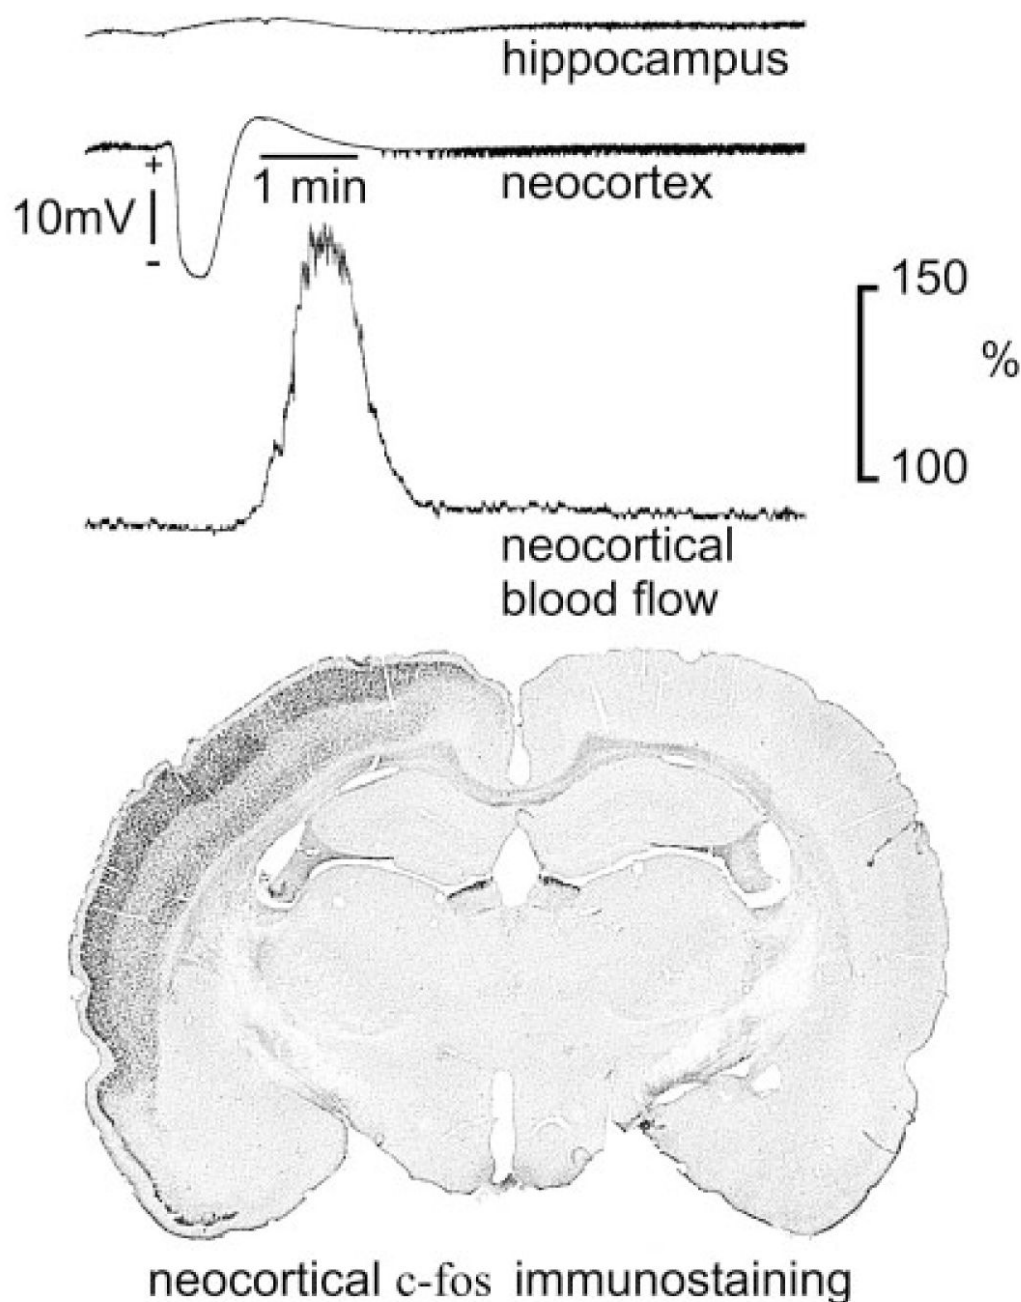 hippocampus
+
neocortex
1 min
10mV
-
150
%
100
neocortical
blood flow
neocortical c-fos immunostaining